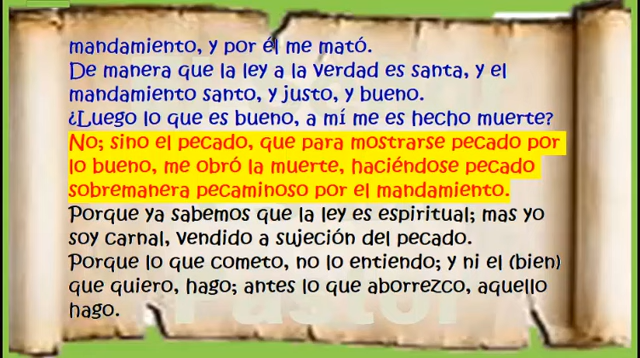 mandamiento, y por él me mató.
De manera que la ley a la verdad es santa, y el
mandamiento santo, y justo, y bueno.
¿Luego lo que es bueno, a mí me es hecho muerte?
No; sino el pecado, que para mostrarse pecado por
lo bueno, me obró la muerte, haciéndose pecado
sobremanera pecaminoso por el mandamiento.
Porque ya sabemos que la ley es espiritual; mas yo
soy carnal, vendido a sujeción del pecado.
Porque lo que cometo, no lo entiendo; y ni el (bien)
que quiero, hago; antes lo que aborrezco, aquello
hago.
Pastor